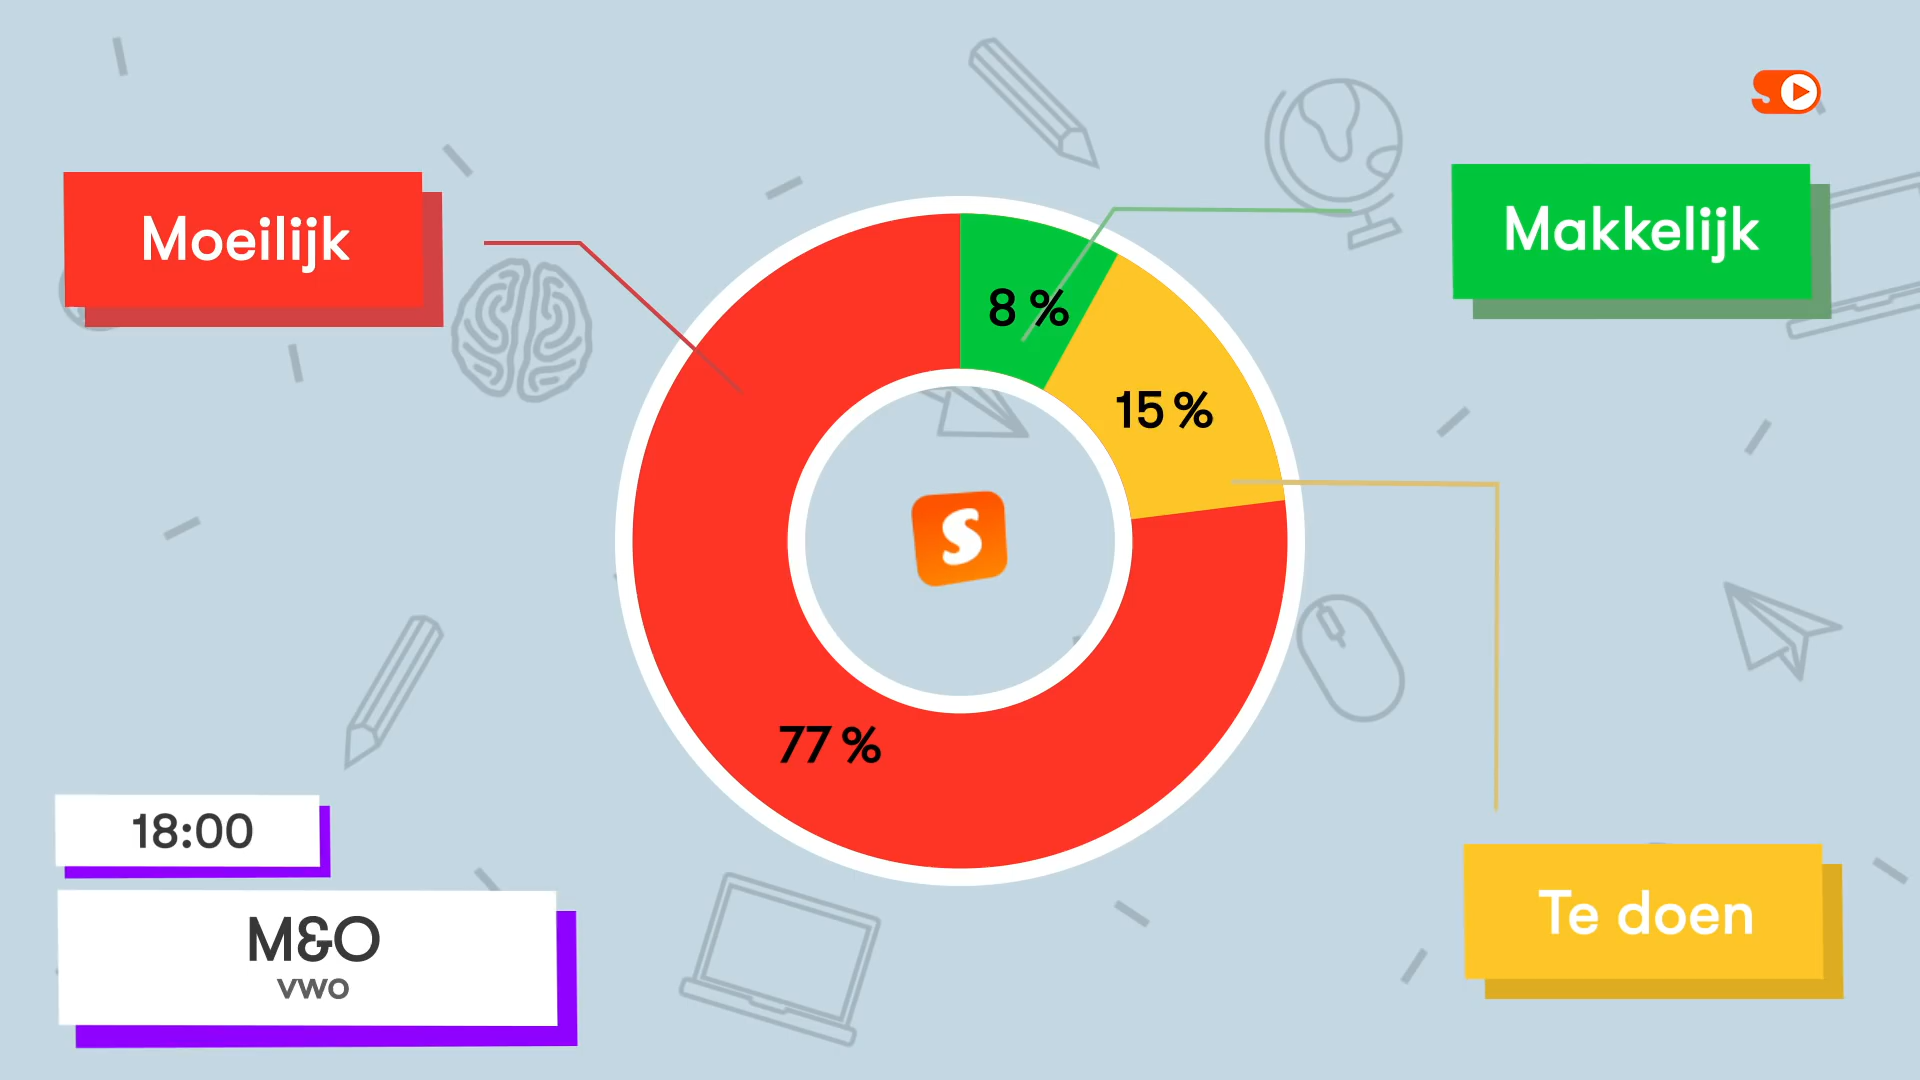 Moeilijk
Makkelijk
8 %
15 %
S
77 %
18:00
M&O
vwo
Te doen